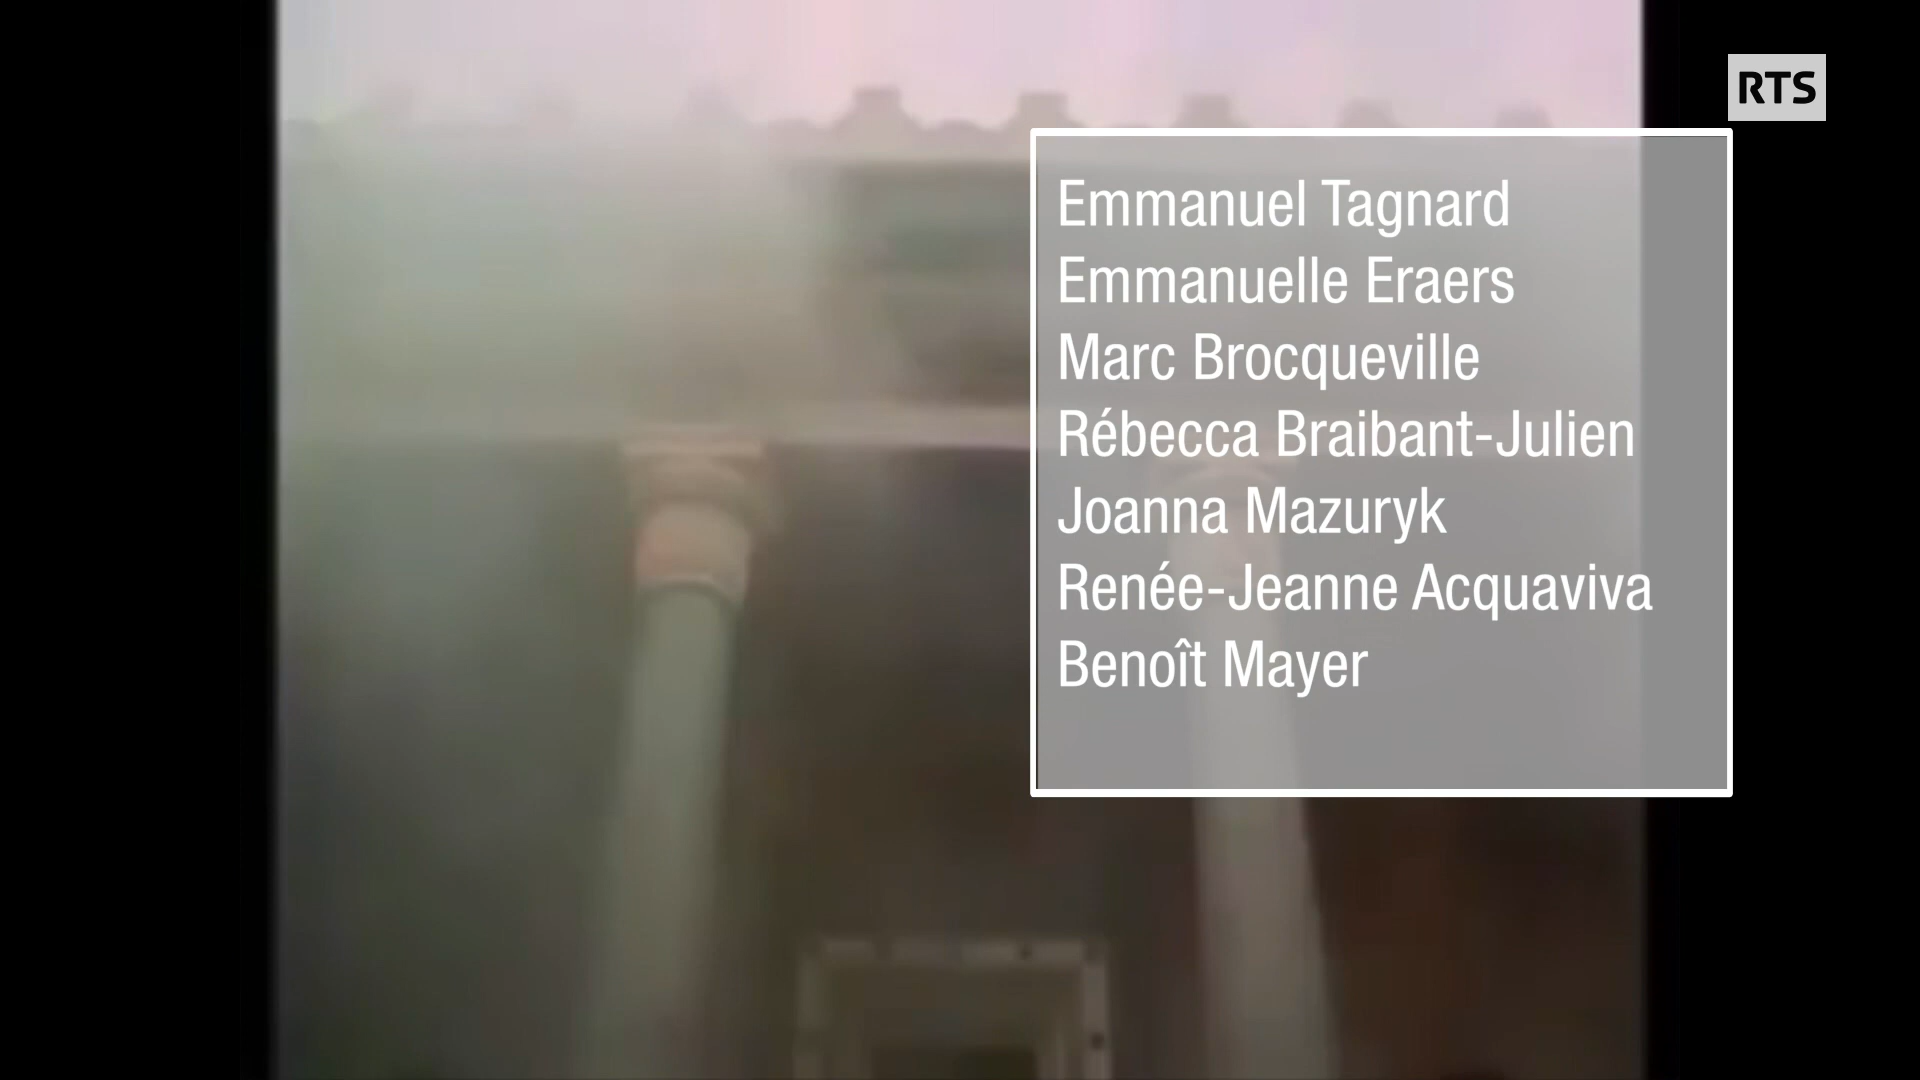 RTS
Emmanuel Tagnard
Emmanuelle Eraers
Marc Brocqueville
Rébecca Braibant-Julien
Joanna Mazuryk
Renée-Jeanne Acquaviva
Benoît Mayer